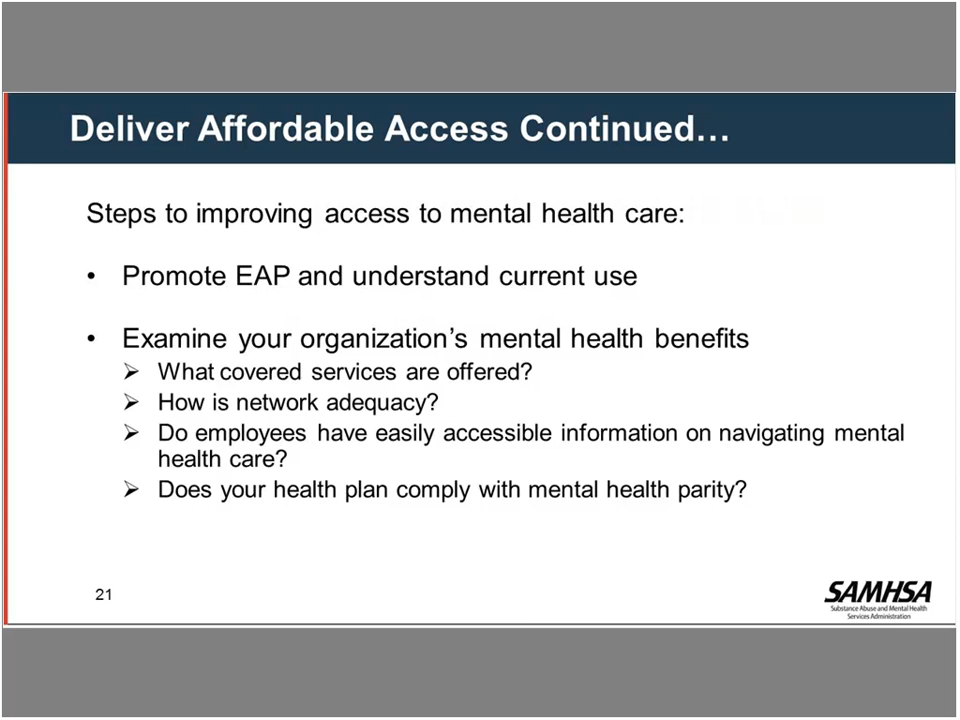 Deliver Affordable Access Continued…
Steps to improving access to mental health care:
• Promote EAP and understand current use
• Examine your organization’s mental health benefits
➢ What covered services are offered?
➢ How is network adequacy?
➢ Do employees have easily accessible information on navigating mental
health care?
➢ Does your health plan comply with mental health parity?
21
SAMHSA
Substance Abuse and Mental Health
Services Administration